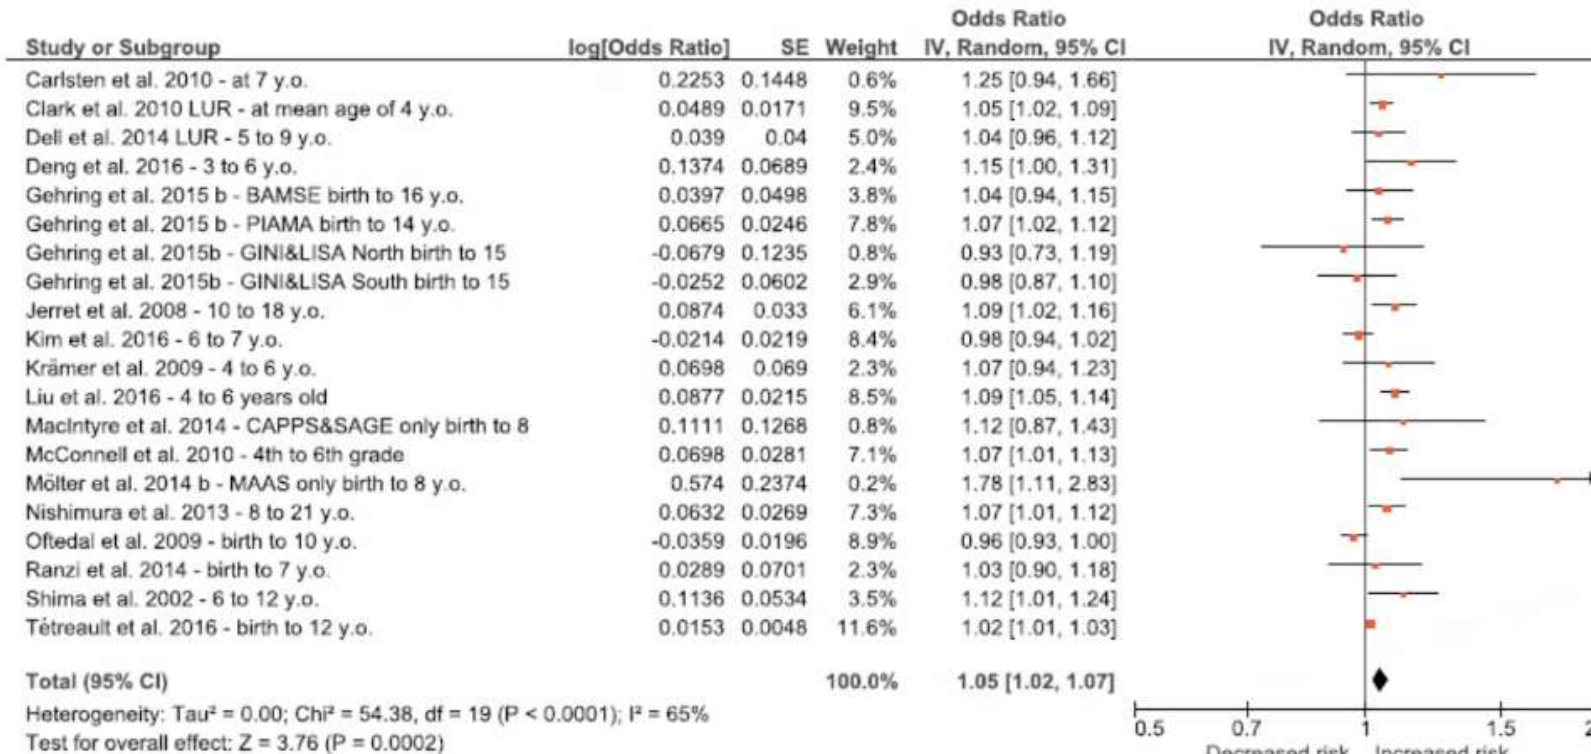 Odds Ratio Odds Ratio
Study or Subgroup log[Odds Ratio] SE Weight IV, Random, 95% CI IV, Random, 95% CI
Carlsten et al. 2010 - at 7 y.o. 0.2253 0.1448 0.6% 1.25 [0.94, 1.66]
Clark et al. 2010 LUR - at mean age of 4 y.o. 0.0489 0.0171 9.5% 1.05 [1.02, 1.09]
Dell et al. 2014 LUR - 5 to 9 y.o. 0.039 0.04 5.0% 1.04 [0.96, 1.12]
Deng et al. 2016 - 3 to 6 y.o. 0.1374 0.0689 2.4% 1.15 [1.00, 1.31]
Gehring et al. 2015 b - BAMSE birth to 16 y.o. 0.0397 0.0498 3.8% 1.04 [0.94, 1.15]
Gehring et al. 2015 b - PIAMA birth to 14 y.o. 0.0665 0.0246 7.8% 1.07 [1.02, 1.12]
Gehring et al. 2015b - GINI&LISA North birth to 15 -0.0679 0.1235 0.8% 0.93 [0.73, 1.19]
Gehring et al. 2015b - GINI&LISA South birth to 15 -0.0252 0.0602 2.9% 0.98 [0.87, 1.10]
Jerret et al. 2008 - 10 to 18 y.o. 0.0874 0.033 6.1% 1.09 [1.02, 1.16]
Kim et al. 2016 - 6 to 7 y.o. -0.0214 0.0219 8.4% 0.98 [0.94, 1.02]
Krämer et al. 2009 - 4 to 6 y.o. 0.0698 0.069 2.3% 1.07 [0.94, 1.23]
Liu et al. 2016 - 4 to 6 years old 0.0877 0.0215 8.5% 1.09 [1.05, 1.14]
MacIntyre et al. 2014 - CAPPS&SAGE only birth to 8 0.1111 0.1268 0.8% 1.12 [0.87, 1.43]
McConnell et al. 2010 - 4th to 6th grade 0.0698 0.0281 7.1% 1.07 [1.01, 1.13]
Mölter et al. 2014 b - MAAS only birth to 8 y.o. 0.574 0.2374 0.2% 1.78 [1.11, 2.83]
Nishimura et al. 2013 - 8 to 21 y.o. 0.0632 0.0269 7.3% 1.07 [1.01, 1.12]
Oftedal et al. 2009 - birth to 10 y.o. -0.0359 0.0196 8.9% 0.96 [0.93, 1.00]
Ranzi et al. 2014 - birth to 7 y.o. 0.0289 0.0701 2.3% 1.03 [0.90, 1.18]
Shima et al. 2002 - 6 to 12 y.o. 0.1136 0.0534 3.5% 1.12 [1.01, 1.24]
Tétreault et al. 2016 - birth to 12 y.o. 0.0153 0.0048 11.6% 1.02 [1.01, 1.03]
Total (95% CI) 100.0% 1.05 [1.02, 1.07]
Heterogeneity: Tau² = 0.00; Chi² = 54.38, df = 19 (P < 0.0001); I² = 65%
Test for overall effect: Z = 3.76 (P = 0.0002)
0.5 0.7 1 1.5 2
Decreased risk Increased risk